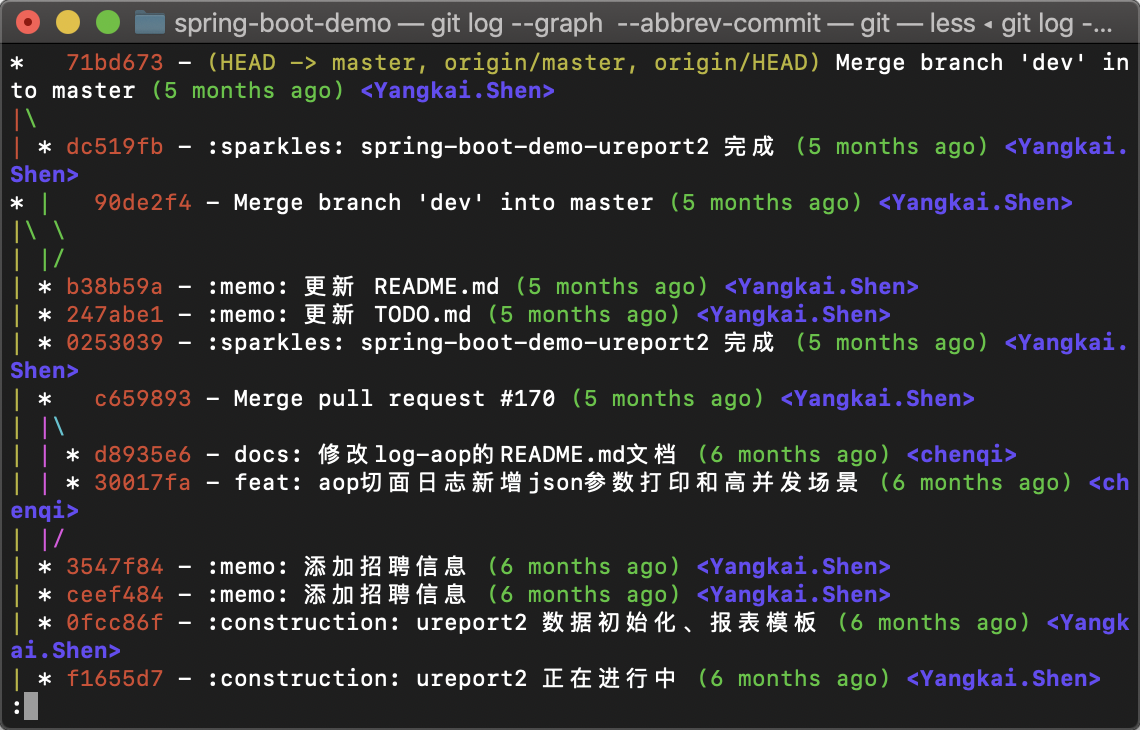 spring-boot-demo — git log --graph --abbrev-commit — git — less ◂ git log -...
*   71bd673 - (HEAD -> master, origin/master, origin/HEAD) Merge branch 'dev' in
to master (5 months ago) <Yangkai.Shen>
|\
| * dc519fb - :sparkles: spring-boot-demo-ureport2 完成 (5 months ago) <Yangkai.
Shen>
* |   90de2f4 - Merge branch 'dev' into master (5 months ago) <Yangkai.Shen>
|\ \
| |/
| * b38b59a - :memo: 更新 README.md (5 months ago) <Yangkai.Shen>
| * 247abe1 - :memo: 更新 TODO.md (5 months ago) <Yangkai.Shen>
| * 0253039 - :sparkles: spring-boot-demo-ureport2 完成 (5 months ago) <Yangkai.
Shen>
| *   c659893 - Merge pull request #170 (5 months ago) <Yangkai.Shen>
| |\
| | * d8935e6 - docs: 修改log-aop的README.md文档 (6 months ago) <chenqi>
| | * 30017fa - feat: aop切面日志新增json参数打印和高并发场景 (6 months ago) <ch
enqi>
| |/
| * 3547f84 - :memo: 添加招聘信息 (6 months ago) <Yangkai.Shen>
| * ceef484 - :memo: 添加招聘信息 (6 months ago) <Yangkai.Shen>
| * 0fcc86f - :construction: ureport2 数据初始化、报表模板 (6 months ago) <Yangk
ai.Shen>
| * f1655d7 - :construction: ureport2 正在进行中 (6 months ago) <Yangkai.Shen>
: